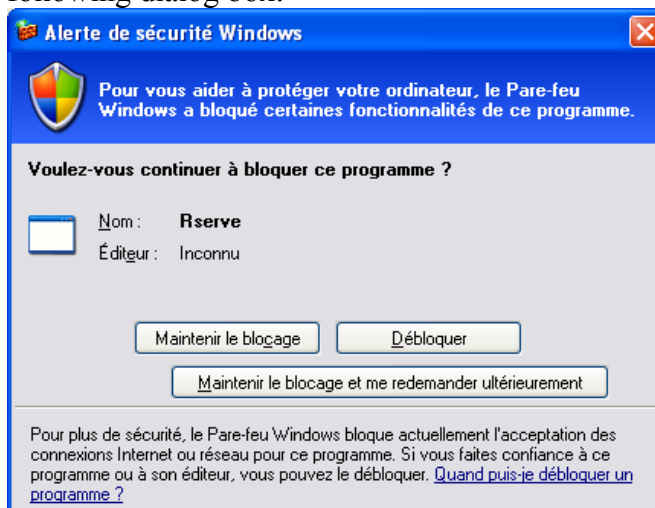 following dialog box.
Alerte de sécurité Windows
Pour vous aider à protéger votre ordinateur, le Pare-feu
Windows a bloqué certaines fonctionnalités de ce programme.
Voulez-vous continuer à bloquer ce programme ?
Nom : Rserve
Éditeur : Inconnu
Maintenir le blocage Débloquer
Maintenir le blocage et me redemander ultérieurement
Pour plus de sécurité, le Pare-feu Windows bloque actuellement l'acceptation des
connexions Internet ou réseau pour ce programme. Si vous faites confiance à ce
programme ou à son éditeur, vous pouvez le débloquer. Quand puis-je débloquer un
programme ?